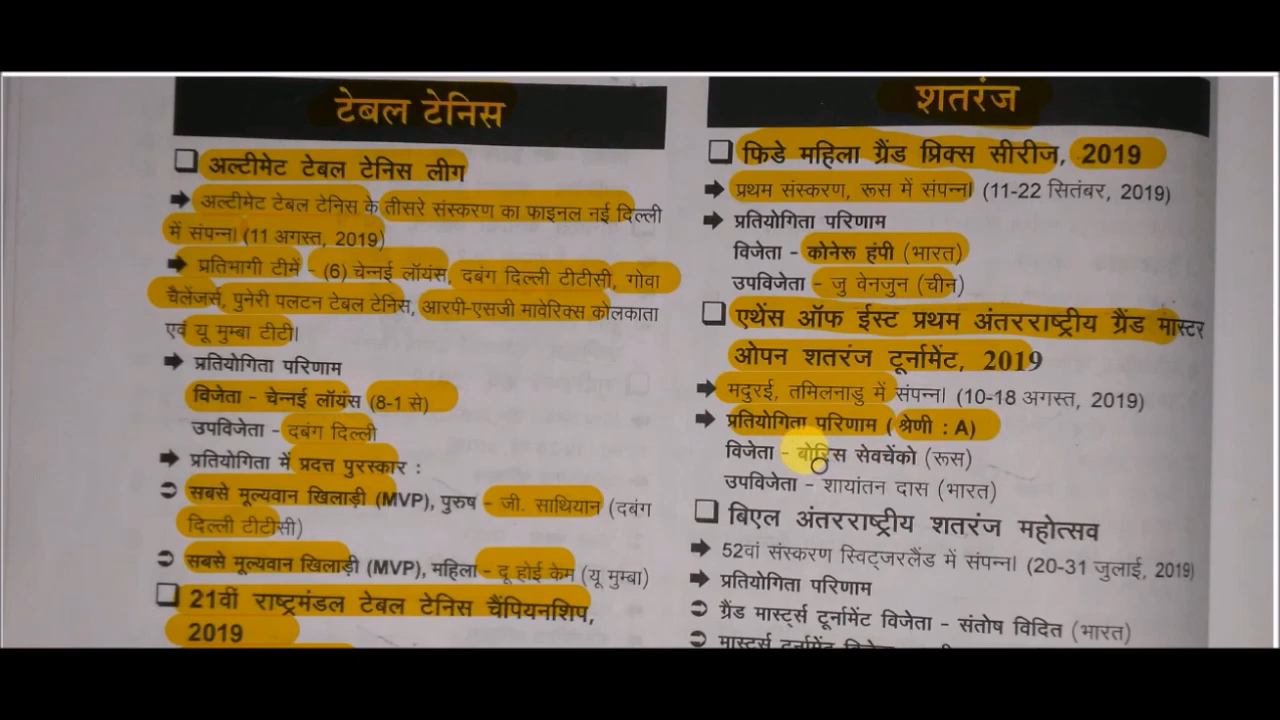 टेबल टेनिस
❑ अल्टीमेट टेबल टेनिस लीग
➡ अल्टीमेट टेबल टेनिस के तीसरे संस्करण का फाइनल नई दिल्ली
में संपन्न। (11 अगस्त, 2019)
➡ प्रतिभागी टीमें - (6) चेन्नई लॉयंस, दबंग दिल्ली टीटीसी, गोवा
चैलेंजर्स, पुनेरी पलटन टेबल टेनिस, आरपी-एसजी मावेरिक्स कोलकाता
एवं यू मुम्बा टीटी।
➡ प्रतियोगिता परिणाम
विजेता - चेन्नई लॉयंस (8-1 से)
उपविजेता - दबंग दिल्ली
➡ प्रतियोगिता में प्रदत्त पुरस्कार :
➲ सबसे मूल्यवान खिलाड़ी (MVP), पुरुष - जी. साथियान (दबंग
दिल्ली टीटीसी)
➲ सबसे मूल्यवान खिलाड़ी (MVP), महिला - दू होई केम (यू मुम्बा)
❑ 21वीं राष्ट्रमंडल टेबल टेनिस चैंपियनशिप,
2019
शतरंज
❑ फिडे महिला ग्रैंड प्रिक्स सीरीज, 2019
➡ प्रथम संस्करण, रूस में संपन्न। (11-22 सितंबर, 2019)
➡ प्रतियोगिता परिणाम
विजेता - कोनेरू हंपी (भारत)
उपविजेता - जु वेनजुन (चीन)
❑ एथेंस ऑफ ईस्ट प्रथम अंतरराष्ट्रीय ग्रैंड मास्टर
ओपन शतरंज टूर्नामेंट, 2019
➡ मदुरई, तमिलनाडु में संपन्न। (10-18 अगस्त, 2019)
➡ प्रतियोगिता परिणाम ( श्रेणी : A)
विजेता - बोरिस सेवचेंको (रूस)
उपविजेता - शायांतन दास (भारत)
❑ बिएल अंतरराष्ट्रीय शतरंज महोत्सव
➡ 52वां संस्करण स्विट्जरलैंड में संपन्न। (20-31 जुलाई, 2019)
➡ प्रतियोगिता परिणाम
➲ ग्रैंड मास्टर्स टूर्नामेंट विजेता - संतोष विदित (भारत)
➲ मास्टर्स टूर्नामेंट